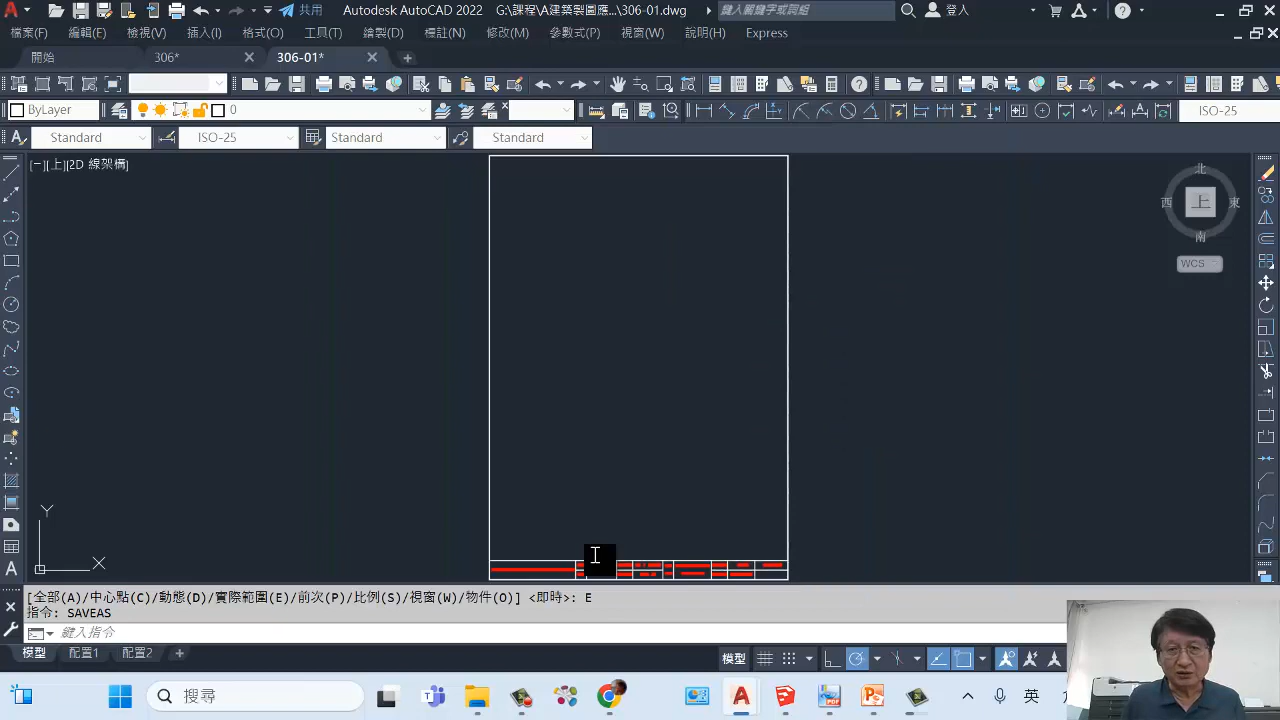 共用
Autodesk AutoCAD 2022
G:\課程\A建築製圖應...\306-01.dwg
鍵入關鍵字或詞組
登入
檔案(F)
編輯(E)
檢視(V)
插入(I)
格式(O)
工具(T)
繪製(D)
標註(N)
修改(M)
參數式(P)
視窗(W)
說明(H)
Express
開始
306*
306-01*
ByLayer
0
ISO-25
Standard
ISO-25
Standard
Standard
[一][上]2D 線架構]
北
西
上
東
南
WCS
Y
X
[全部(A)/中心點(C)/動態(D)/實際範圍(E)/前次(P)/比例(S)/視窗(W)/物件(O)] <即時>: E
指令: SAVEAS
鍵入指令
模型
配置1
配置2
模型
搜尋
英